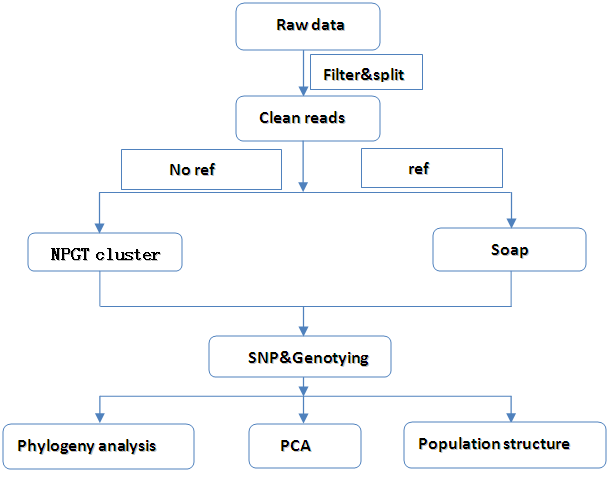 Raw data
Filter&split
Clean reads
No ref
ref
NPGT cluster
Soap
SNP&Genotying
Phylogeny analysis
PCA
Population structure